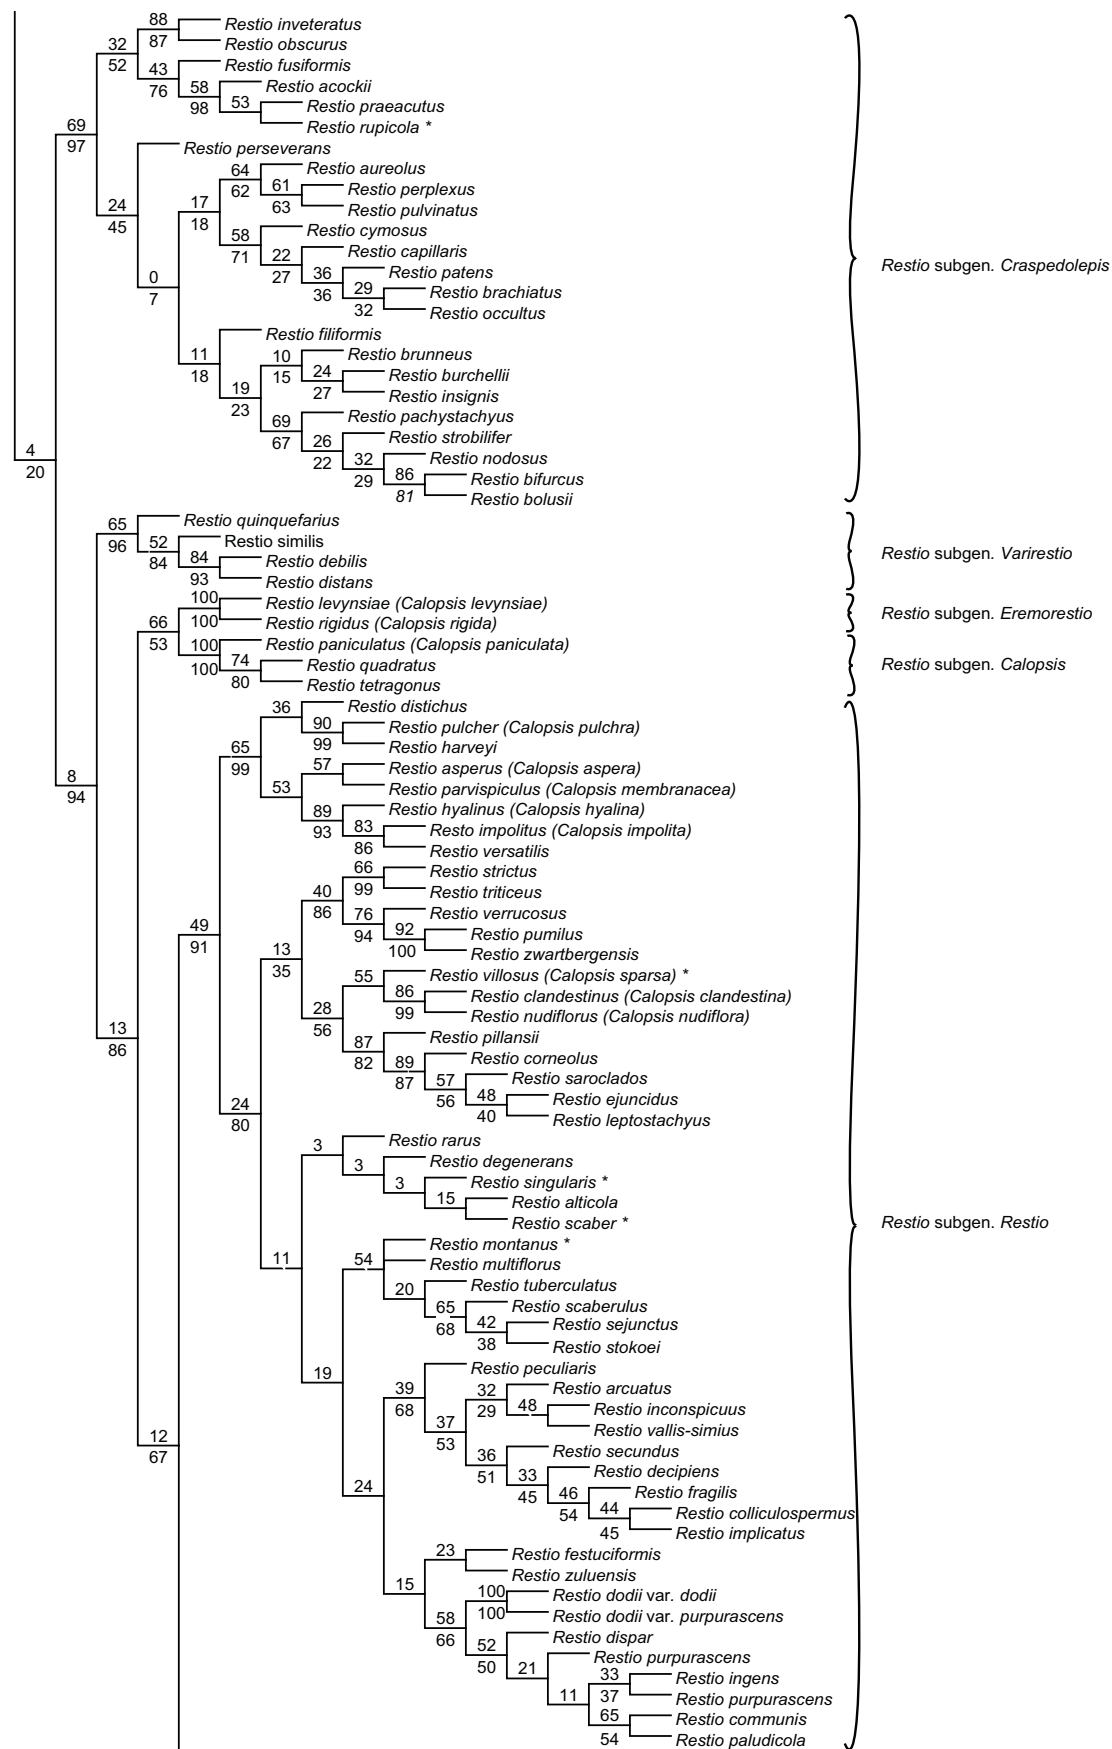 88
Restio inveteratus
32
87
Restio obscurus
52
43
Restio fusiformis
76
58
Restio acockii
98
53
Restio praeacutus
69
Restio rupicola *
97
Restio perseverans
64
Restio aureolus
62
61
Restio perplexus
24
17
63
Restio pulvinatus
45
18
58
Restio cymosus
71
22
Restio capillaris
27
36
Restio patens
0
36
29
Restio brachiatus
7
32
Restio occultus
Restio subgen. Craspedolepis
Restio filiformis
11
10
Restio brunneus
18
15
24
Restio burchellii
19
27
Restio insignis
23
69
Restio pachystachyus
67
26
Restio strobilifer
4
22
32
Restio nodosus
20
29
86
Restio bifurcus
81
Restio bolusii
65
Restio quinquefarius
96
52
Restio similis
84
84
Restio debilis
93
Restio distans
Restio subgen. Varirestio
100
Restio levynsiae (Calopsis levynsiae)
66
100
Restio rigidus (Calopsis rigida)
Restio subgen. Eremorestio
53
100
Restio paniculatus (Calopsis paniculata)
100
74
Restio quadratus
80
Restio tetragonus
Restio subgen. Calopsis
36
Restio distichus
90
Restio pulcher (Calopsis pulchra)
65
99
Restio harveyi
99
57
Restio asperus (Calopsis aspera)
8
53
Restio parvispiculus (Calopsis membranacea)
94
89
Restio hyalinus (Calopsis hyalina)
93
83
Resto impolitus (Calopsis impolita)
86
Restio versatilis
66
Restio strictus
40
99
Restio triticeus
86
76
Restio verrucosus
49
94
92
Restio pumilus
91
13
100
Restio zwartbergensis
35
55
Restio villosus (Calopsis sparsa) *
86
Restio clandestinus (Calopsis clandestina)
28
99
Restio nudiflorus (Calopsis nudiflora)
13
56
87
Restio pillansii
86
82
89
Restio corneolus
87
57
Restio saroclados
24
56
48
Restio ejuncidus
80
40
Restio leptostachyus
3
Restio rarus
3
Restio degenerans
3
Restio singularis *
15
Restio alticola
Restio scaber *
Restio subgen. Restio
11
54
Restio montanus *
Restio multiflorus
20
Restio tuberculatus
65
Restio scaberulus
68
42
Restio sejunctus
38
Restio stokoei
19
39
Restio peculiaris
68
32
Restio arcuatus
37
29
48
Restio inconspicuus
12
53
Restio vallis-simius
67
36
Restio secundus
51
33
Restio decipiens
24
45
46
Restio fragilis
54
44
Restio colliculospermus
45
Restio implicatus
23
Restio festuciformis
15
Restio zuluensis
100
Restio dodii var. dodii
58
100
Restio dodii var. purpurascens
66
52
Restio dispar
50
21
Restio purpurascens
11
33
Restio ingens
37
Restio purpurascens
65
Restio communis
54
Restio paludicola